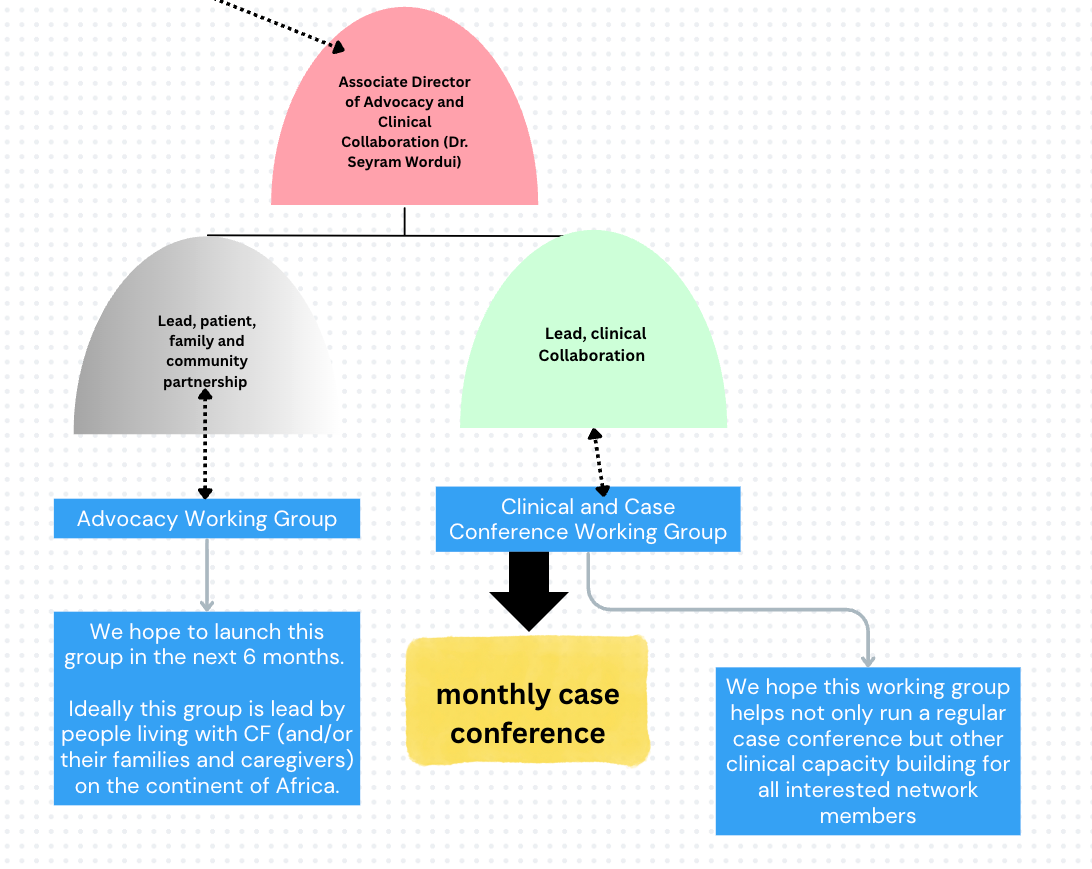 Associate Director
of Advocacy and
Clinical
Collaboration (Dr.
Seyram Wordui)
Lead, patient,
family and
community
partnership
Lead, clinical
Collaboration
Advocacy Working Group
Clinical and Case
Conference Working Group
We hope to launch this
group in the next 6 months.
Ideally this group is lead by
people living with CF (and/or
their families and caregivers)
on the continent of Africa.
monthly case
conference
We hope this working group
helps not only run a regular
case conference but other
clinical capacity building for
all interested network
members